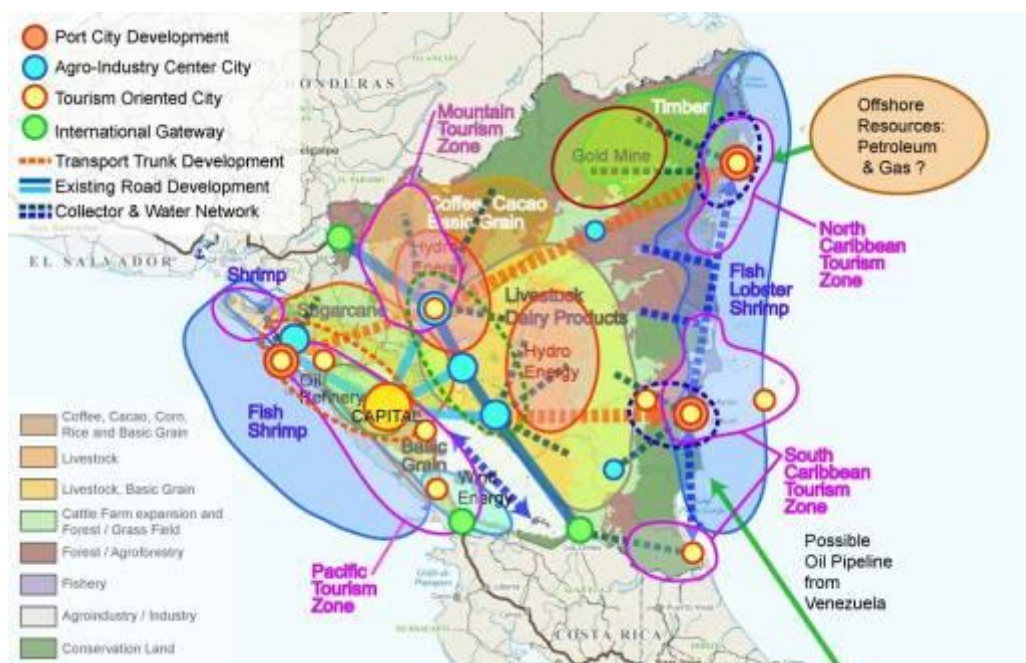 Port City Development
Agro-Industry Center City
Tourism Oriented City
International Gateway
Transport Trunk Development
Existing Road Development
Collector & Water Network
HONDURAS
EL SALVADOR
Mountain
Tourism
Zone
Timber
Gold Mine
Offshore
Resources:
Petroleum
& Gas ?
Coffee, Cacao
Basic Grain
Hydro
Energy
North
Caribbean
Tourism
Zone
Shrimp
Sugarcane
Livestock
Dairy Products
Fish
Lobster
Shrimp
Hydro
Energy
Oil
Refinery
CAPITAL
Fish
Shrimp
Basic
Grain
Wind
Energy
South
Caribbean
Tourism
Zone
Pacific
Tourism
Zone
Possible
Oil Pipeline
from
Venezuela
COSTA RICA
Coffee, Cacao, Corn,
Rice and Basic Grain
Livestock
Livestock, Basic Grain
Cattle Farm expansion and
Forest / Grass Field
Forest / Agroforestry
Fishery
Agroindustry / Industry
Conservation Land